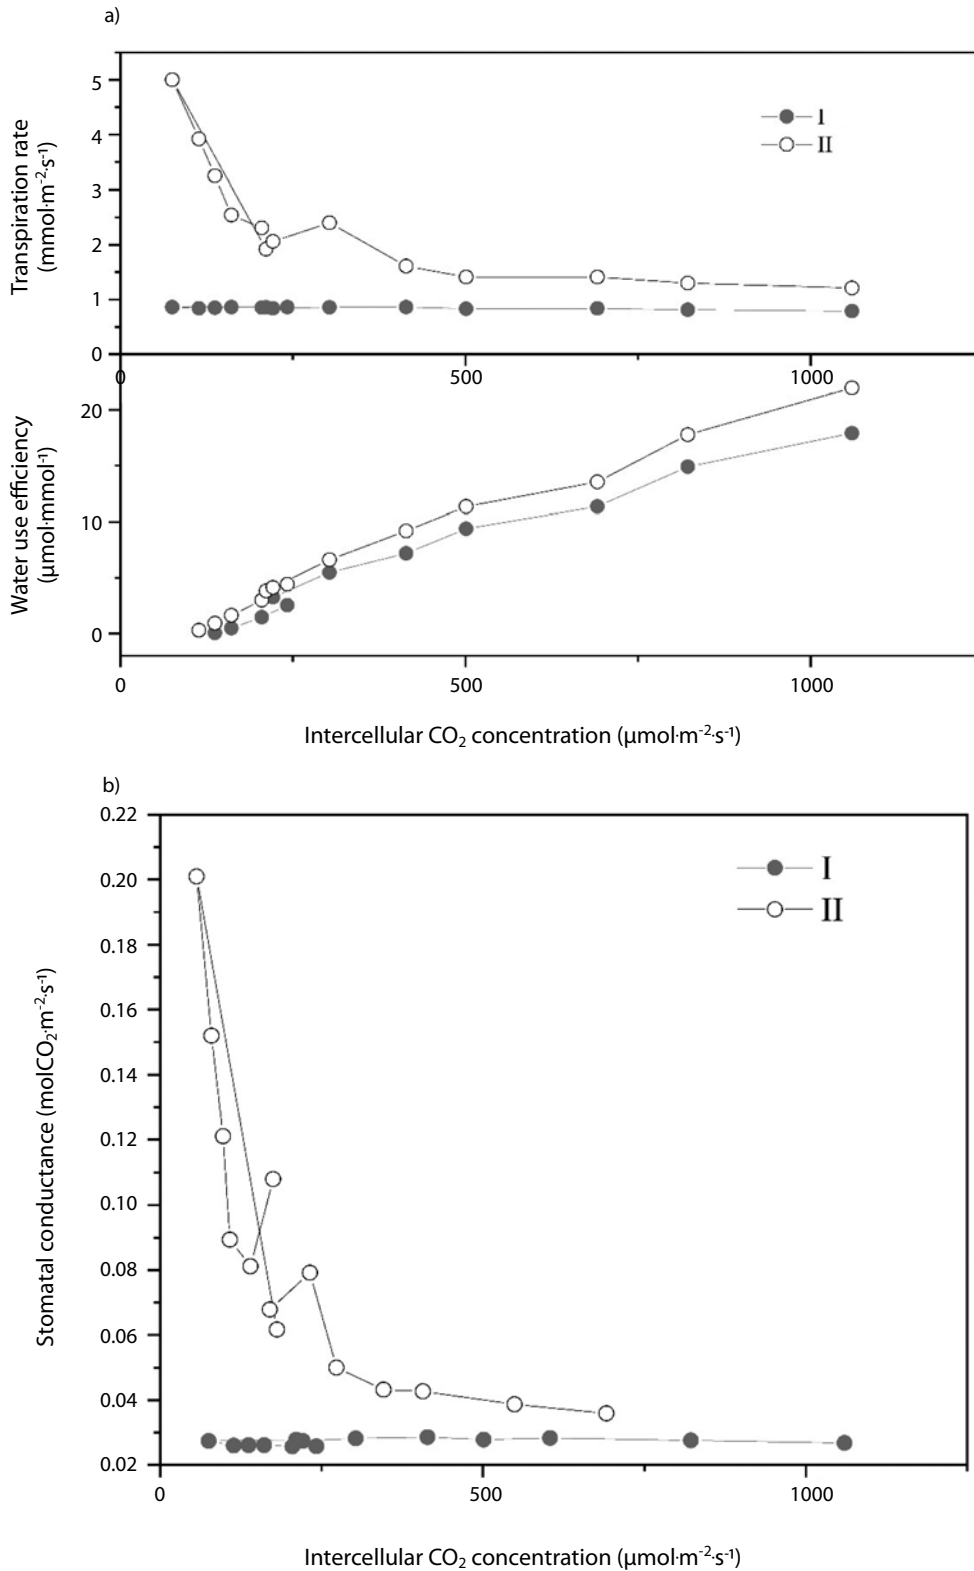 a)
Transpiration rate
(mmol·m⁻²·s⁻¹)
5
4
3
2
1
0
I
II
0
500
1000
Water use efficiency
(µmol·mmol⁻¹)
20
10
0
0
500
1000
Intercellular CO₂ concentration (µmol·m⁻²·s⁻¹)
b)
Stomatal conductance (molCO₂·m⁻²·s⁻¹)
0.22
0.20
0.18
0.16
0.14
0.12
0.10
0.08
0.06
0.04
0.02
I
II
0
500
1000
Intercellular CO₂ concentration (µmol·m⁻²·s⁻¹)